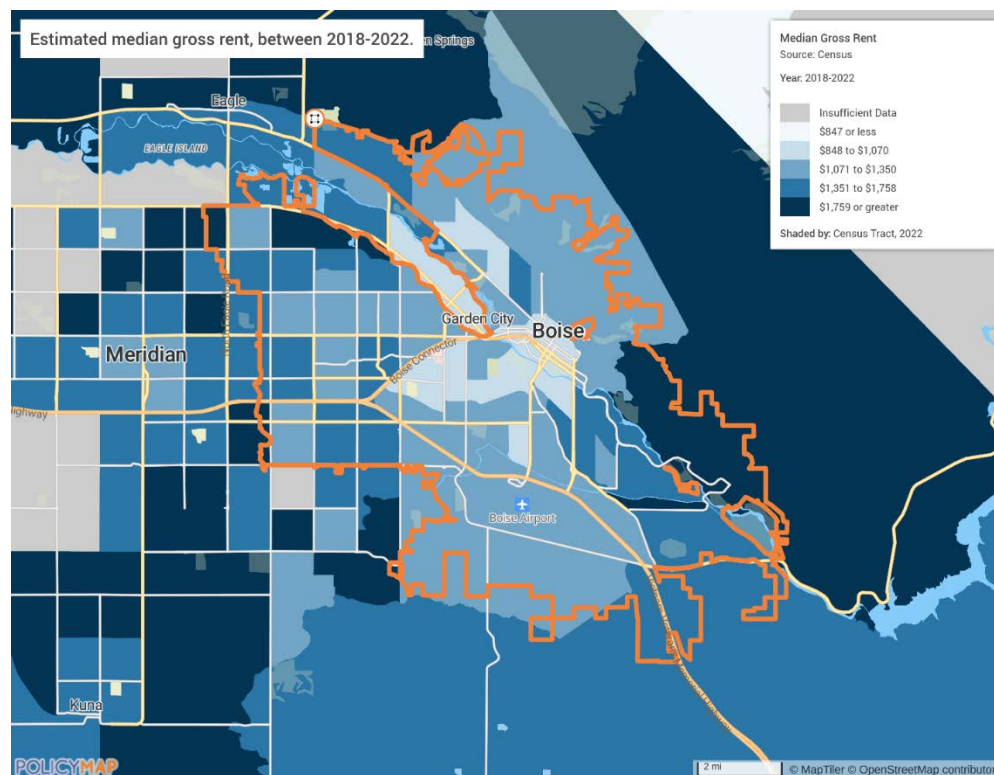 Estimated median gross rent, between 2018-2022.
Springs
Median Gross Rent
Source: Census
Year: 2018-2022
Insufficient Data
$847 or less
$848 to $1,070
$1,071 to $1,350
$1,351 to $1,758
$1,759 or greater
Shaded by: Census Tract, 2022
Eagle
EAGLE ISLAND
Garden City
Boise
Meridian
Boise Connector
Highway
Boise Airport
Kuna
POLICYMAP
2 mi
© MapTiler © OpenStreetMap contributor